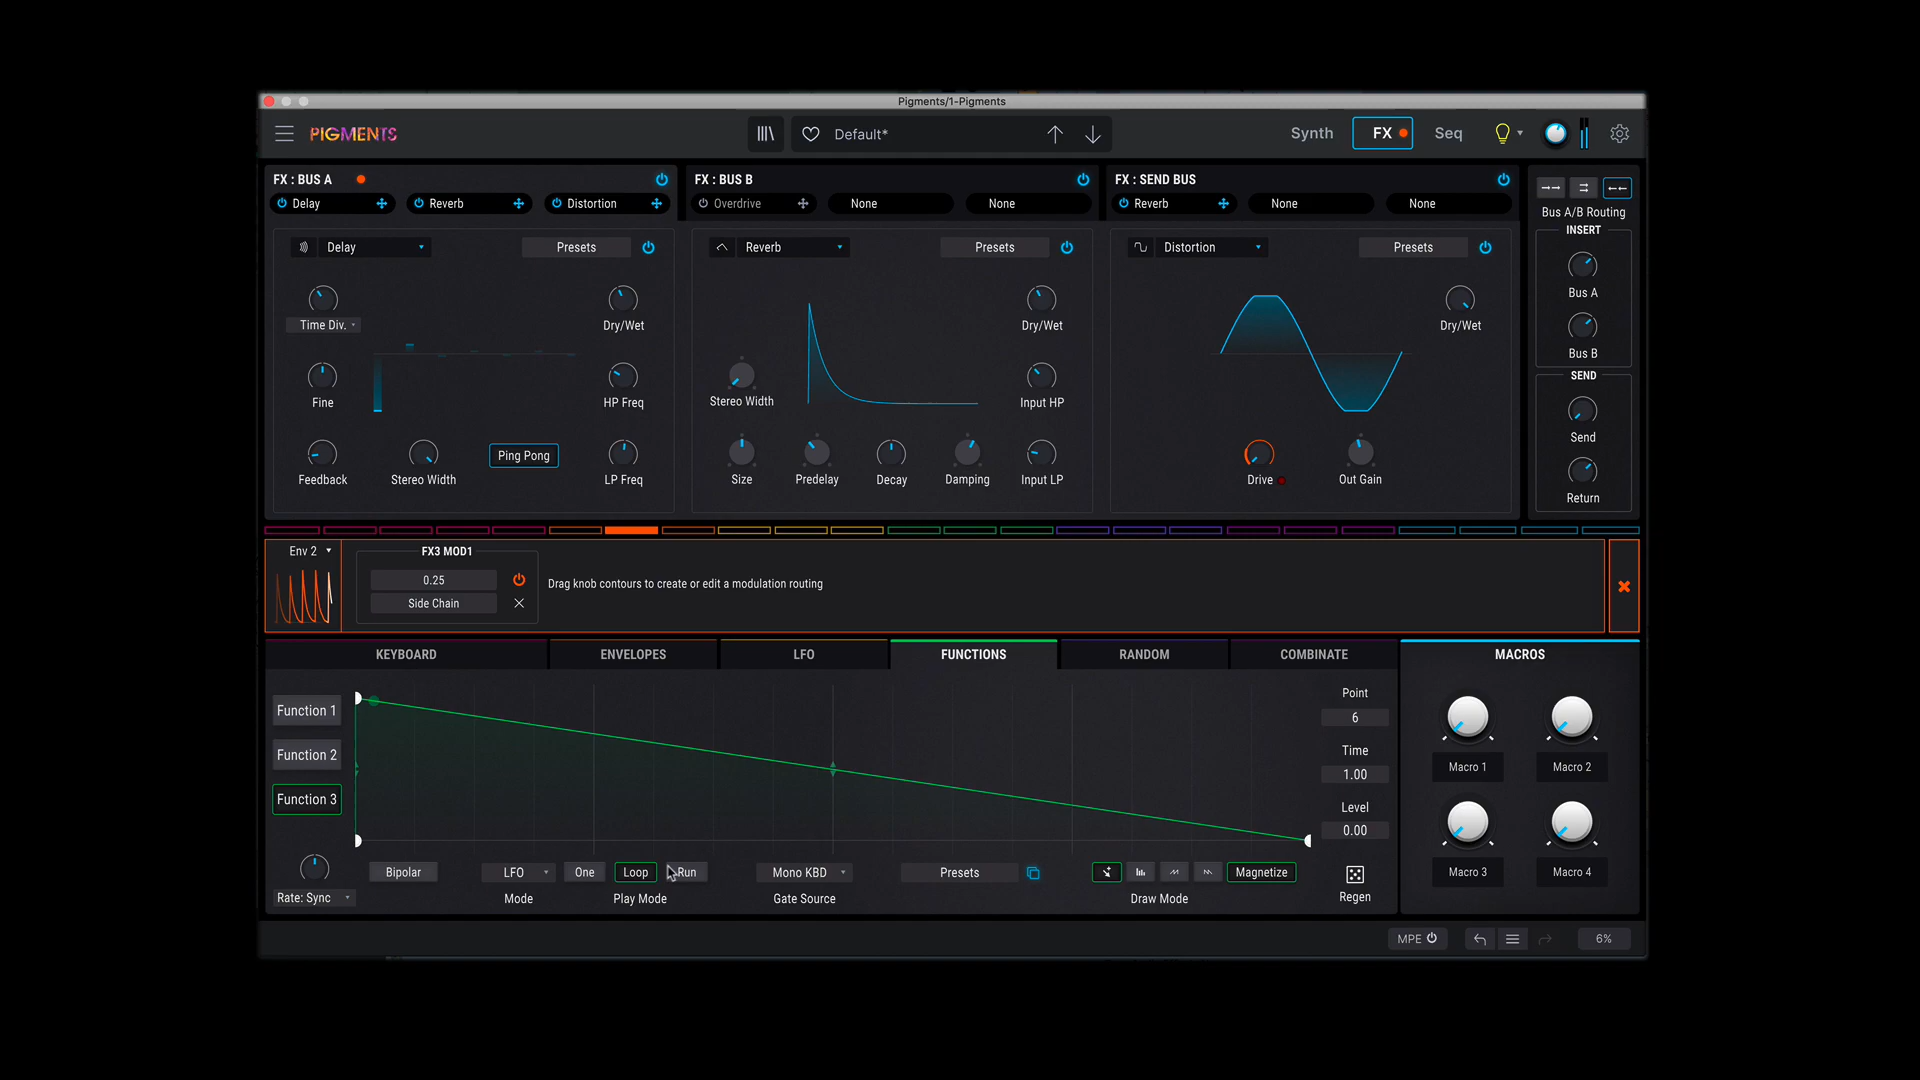 Pigments/1-Pigments
PIGMENTS
Default*
Synth
FX
Seq
FX : BUS A
FX : BUS B
FX : SEND BUS
Delay
Reverb
Distortion
Overdrive
None
None
Reverb
None
None
Bus A/B Routing
INSERT
Bus A
Bus B
SEND
Send
Return
Delay
Presets
Time Div.
Dry/Wet
Fine
HP Freq
Feedback
Stereo Width
Ping Pong
LP Freq
Reverb
Presets
Dry/Wet
Stereo Width
Input HP
Size
Predelay
Decay
Damping
Input LP
Distortion
Presets
Dry/Wet
Drive
Out Gain
Env 2
FX3 MOD1
0.25
Side Chain
Drag knob contours to create or edit a modulation routing
KEYBOARD
ENVELOPES
LFO
FUNCTIONS
RANDOM
COMBINATE
MACROS
Function 1
Function 2
Function 3
Point
6
Time
1.00
Level
0.00
Rate: Sync
Bipolar
LFO
Mode
One
Loop
Run
Play Mode
Mono KBD
Gate Source
Presets
Magnetize
Draw Mode
Regen
Macro 1
Macro 2
Macro 3
Macro 4
MPE
6%